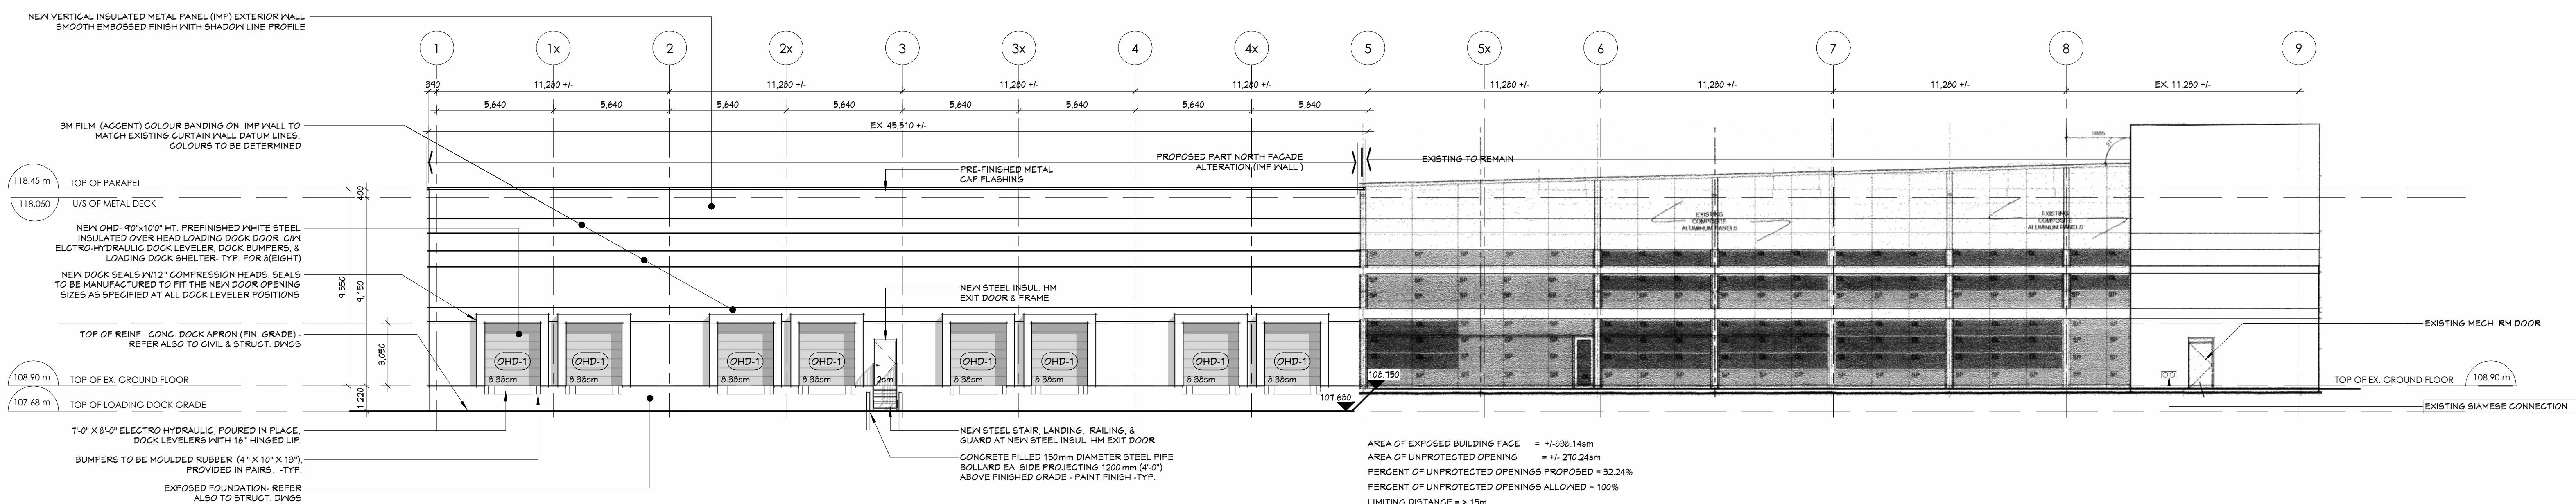 NEW VERTICAL INSULATED METAL PANEL (IMP) EXTERIOR WALL
SMOOTH EMBOSSED FINISH WITH SHADOW LINE PROFILE
1 1x 2 2x 3 3x 4 4x 5 5x 6 7 8 9
390 11,280 +/- 11,280 +/- 11,280 +/- 11,280 +/- 11,280 +/- 11,280 +/- 11,280 +/- EX. 11,280 +/-
5,640 5,640 5,640 5,640 5,640 5,640 5,640 5,640
EX. 45,510 +/-
3M FILM (ACCENT) COLOUR BANDING ON IMP WALL TO
MATCH EXISTING CURTAIN WALL DATUM LINES.
COLOURS TO BE DETERMINED
PROPOSED PART NORTH FACADE
ALTERATION (IMP WALL )
EXISTING TO REMAIN
PRE-FINISHED METAL
CAP FLASHING
118.45 m TOP OF PARAPET
118.050 U/S OF METAL DECK
400
9,550
9,150
3,050
1,220
NEW OHD- 9'0"x10'0" HT. PREFINISHED WHITE STEEL
INSULATED OVER HEAD LOADING DOCK DOOR C/W
ELCTRO-HYDRAULIC DOCK LEVELER, DOCK BUMPERS, &
LOADING DOCK SHELTER- TYP. FOR 8(EIGHT)
NEW DOCK SEALS W/12" COMPRESSION HEADS. SEALS
TO BE MANUFACTURED TO FIT THE NEW DOOR OPENING
SIZES AS SPECIFIED AT ALL DOCK LEVELER POSITIONS
TOP OF REINF.. CONC. DOCK APRON (FIN. GRADE) -
REFER ALSO TO CIVIL & STRUCT. DWGS
EXISTING
COMPOSITE
ALUMINUM PANELS
EXISTING
COMPOSITE
ALUMINUM PANELS
NEW STEEL INSUL. HM
EXIT DOOR & FRAME
EXISTING MECH. RM DOOR
OHD-1 OHD-1 OHD-1 OHD-1 OHD-1 OHD-1 OHD-1 OHD-1
8.38sm 8.38sm 8.38sm 8.38sm 2sm 8.38sm 8.38sm 8.38sm 8.38sm
108.90 m TOP OF EX. GROUND FLOOR
107.68 m TOP OF LOADING DOCK GRADE
108.750
107.680
TOP OF EX. GROUND FLOOR 108.90 m
EXISTING SIAMESE CONNECTION
7'-0" X 8'-0" ELECTRO HYDRAULIC, POURED IN PLACE,
DOCK LEVELERS WITH 16" HINGED LIP.
BUMPERS TO BE MOULDED RUBBER (4" X 10" X 13"),
PROVIDED IN PAIRS. -TYP.
EXPOSED FOUNDATION- REFER
ALSO TO STRUCT. DWGS
NEW STEEL STAIR, LANDING, RAILING, &
GUARD AT NEW STEEL INSUL. HM EXIT DOOR
CONCRETE FILLED 150mm DIAMETER STEEL PIPE
BOLLARD EA. SIDE PROJECTING 1200 mm (4'-0")
ABOVE FINISHED GRADE - PAINT FINISH -TYP.
AREA OF EXPOSED BUILDING FACE = +/-838.14sm
AREA OF UNPROTECTED OPENING = +/- 270.24sm
PERCENT OF UNPROTECTED OPENINGS PROPOSED = 32.24%
PERCENT OF UNPROTECTED OPENINGS ALLOWED = 100%
LIMITING DISTANCE = > 15m